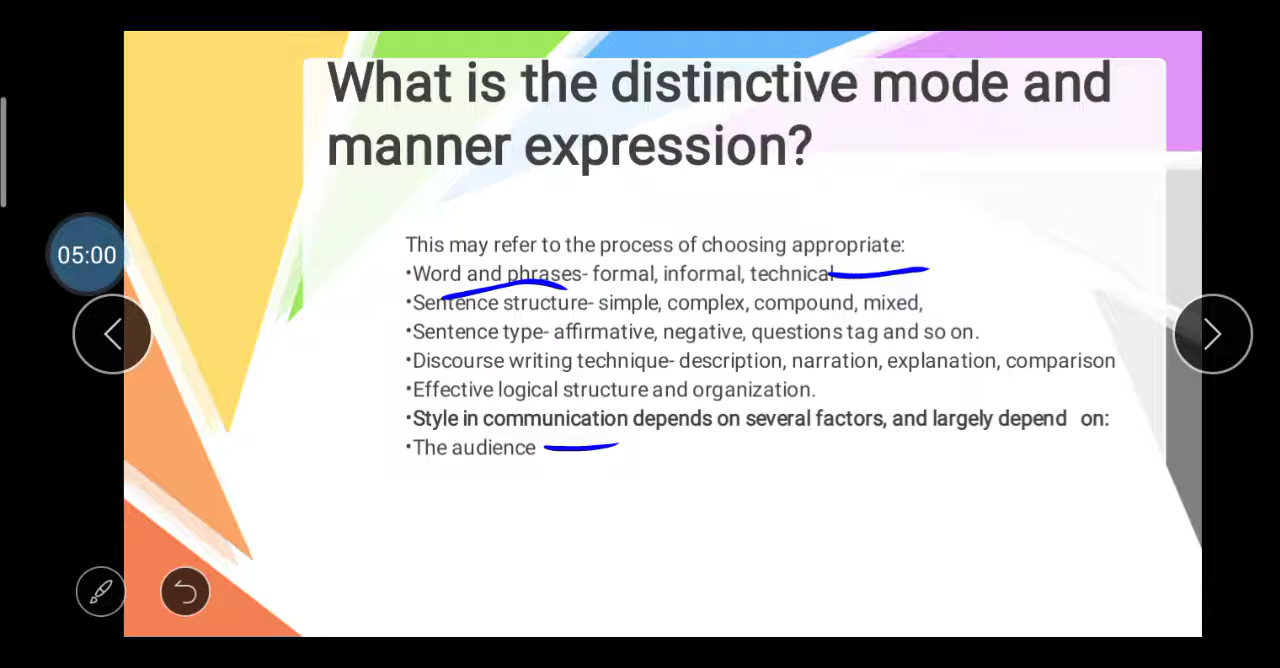 What is the distinctive mode and
manner expression?
This may refer to the process of choosing appropriate:
•Word and phrases- formal, informal, technical
•Sentence structure- simple, complex, compound, mixed,
•Sentence type- affirmative, negative, questions tag and so on.
•Discourse writing technique- description, narration, explanation, comparison
•Effective logical structure and organization.
•Style in communication depends on several factors, and largely depend on:
•The audience
05:00